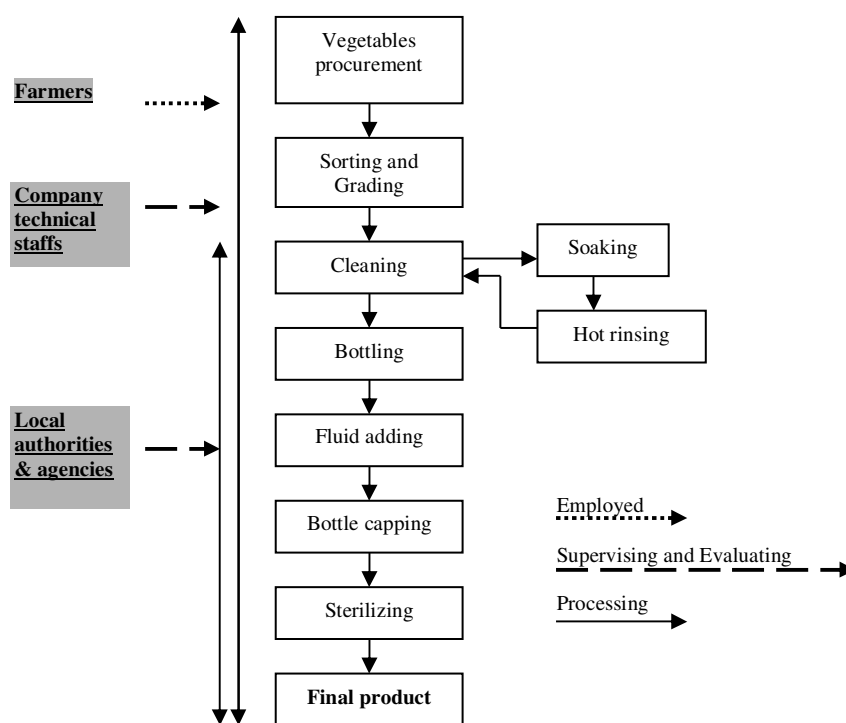 Farmers
Company
technical
staffs
Local
authorities
& agencies
Vegetables
procurement
Sorting and
Grading
Cleaning
Soaking
Hot rinsing
Bottling
Fluid adding
Bottle capping
Sterilizing
Final product
Employed
Supervising and Evaluating
Processing